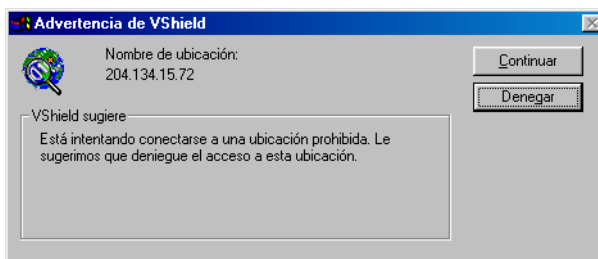 Advertencia de VShield
Nombre de ubicación:
204.134.15.72
Continuar
Denegar
VShield sugiere
Está intentando conectarse a una ubicación prohibida. Le
sugerimos que deniegue el acceso a esta ubicación.